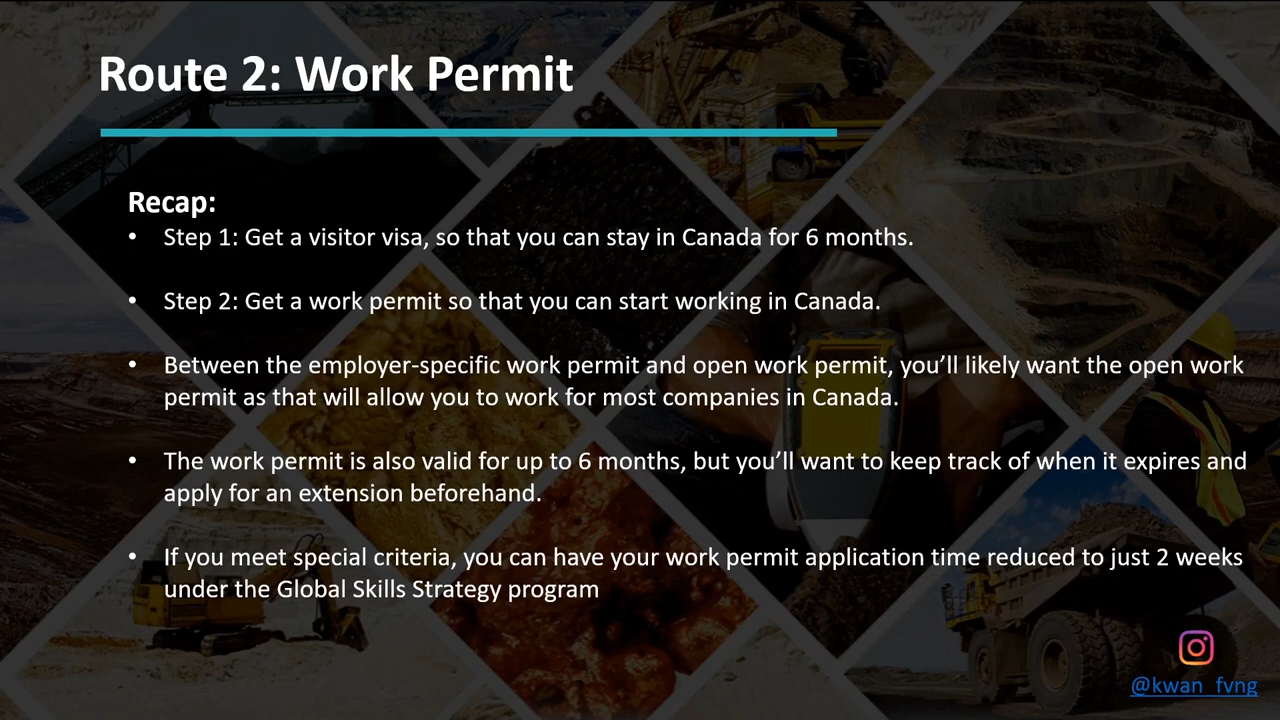 Route 2: Work Permit
Recap:
• Step 1: Get a visitor visa, so that you can stay in Canada for 6 months.
• Step 2: Get a work permit so that you can start working in Canada.
• Between the employer-specific work permit and open work permit, you’ll likely want the open work
permit as that will allow you to work for most companies in Canada.
• The work permit is also valid for up to 6 months, but you’ll want to keep track of when it expires and
apply for an extension beforehand.
• If you meet special criteria, you can have your work permit application time reduced to just 2 weeks
under the Global Skills Strategy program
@kwan_fvng